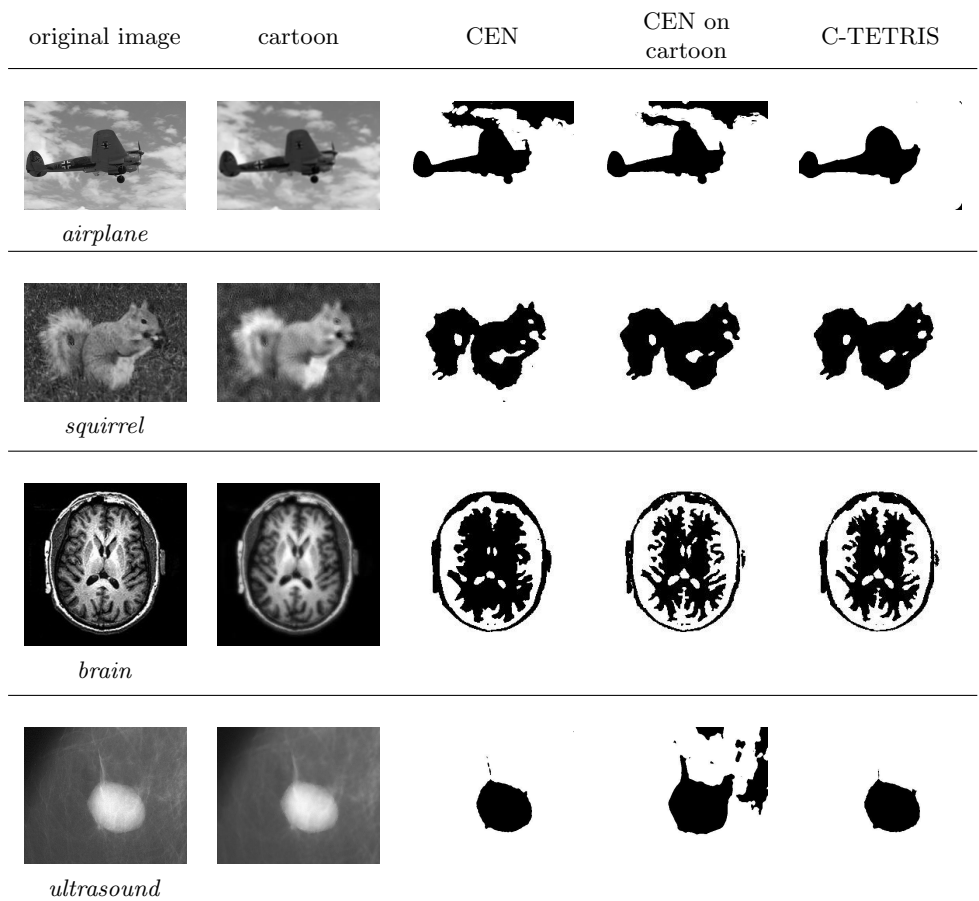 original image cartoon CEN CEN on cartoon C-TETRIS
airplane
squirrel
brain
ultrasound